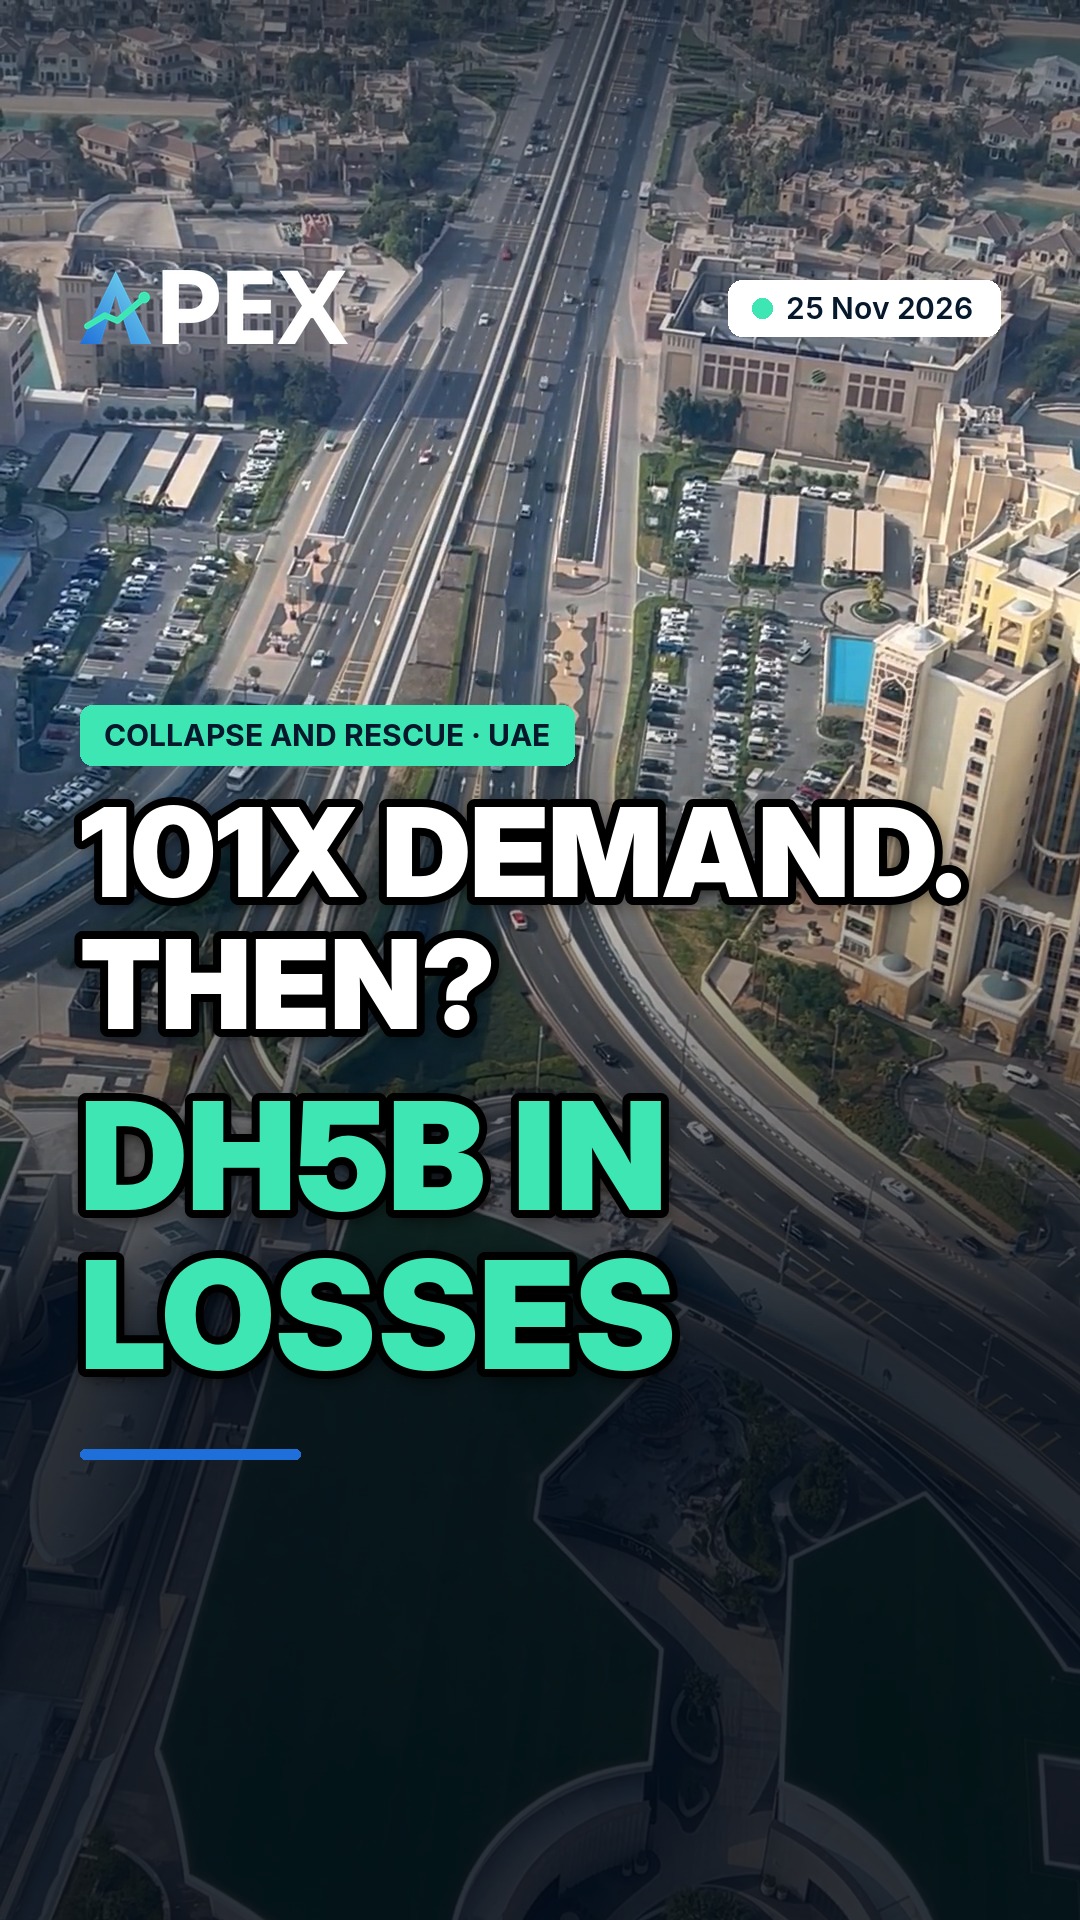 APEX
25 Nov 2026
COLLAPSE AND RESCUE · UAE
101X DEMAND.
THEN?
DH5B IN
LOSSES